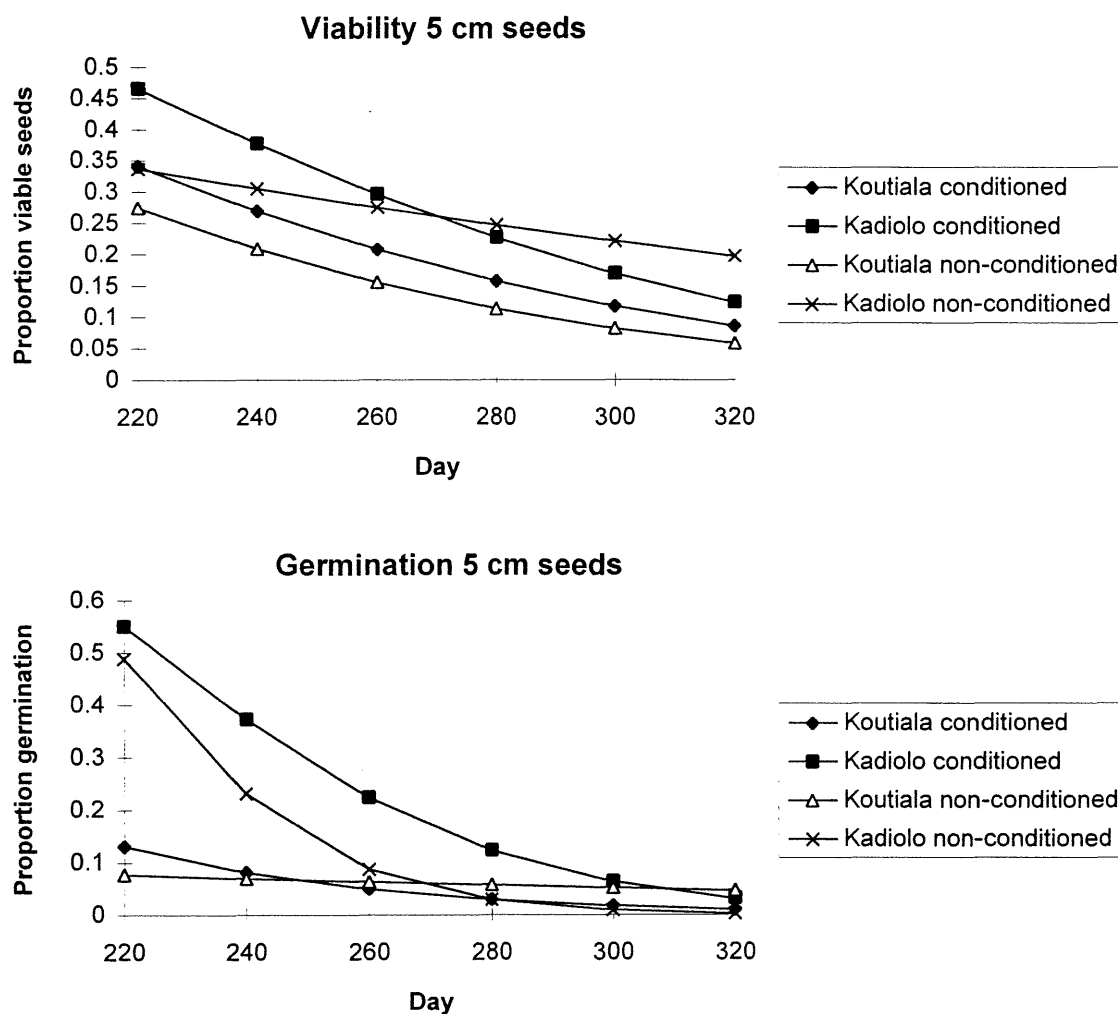 Viability 5 cm seeds
Proportion viable seeds
0.5
0.45
0.4
0.35
0.3
0.25
0.2
0.15
0.1
0.05
0
220 240 260 280 300 320
Day
Koutiala conditioned
Kadiolo conditioned
Koutiala non-conditioned
Kadiolo non-conditioned
Germination 5 cm seeds
Proportion germination
0.6
0.5
0.4
0.3
0.2
0.1
0
220 240 260 280 300 320
Day
Koutiala conditioned
Kadiolo conditioned
Koutiala non-conditioned
Kadiolo non-conditioned